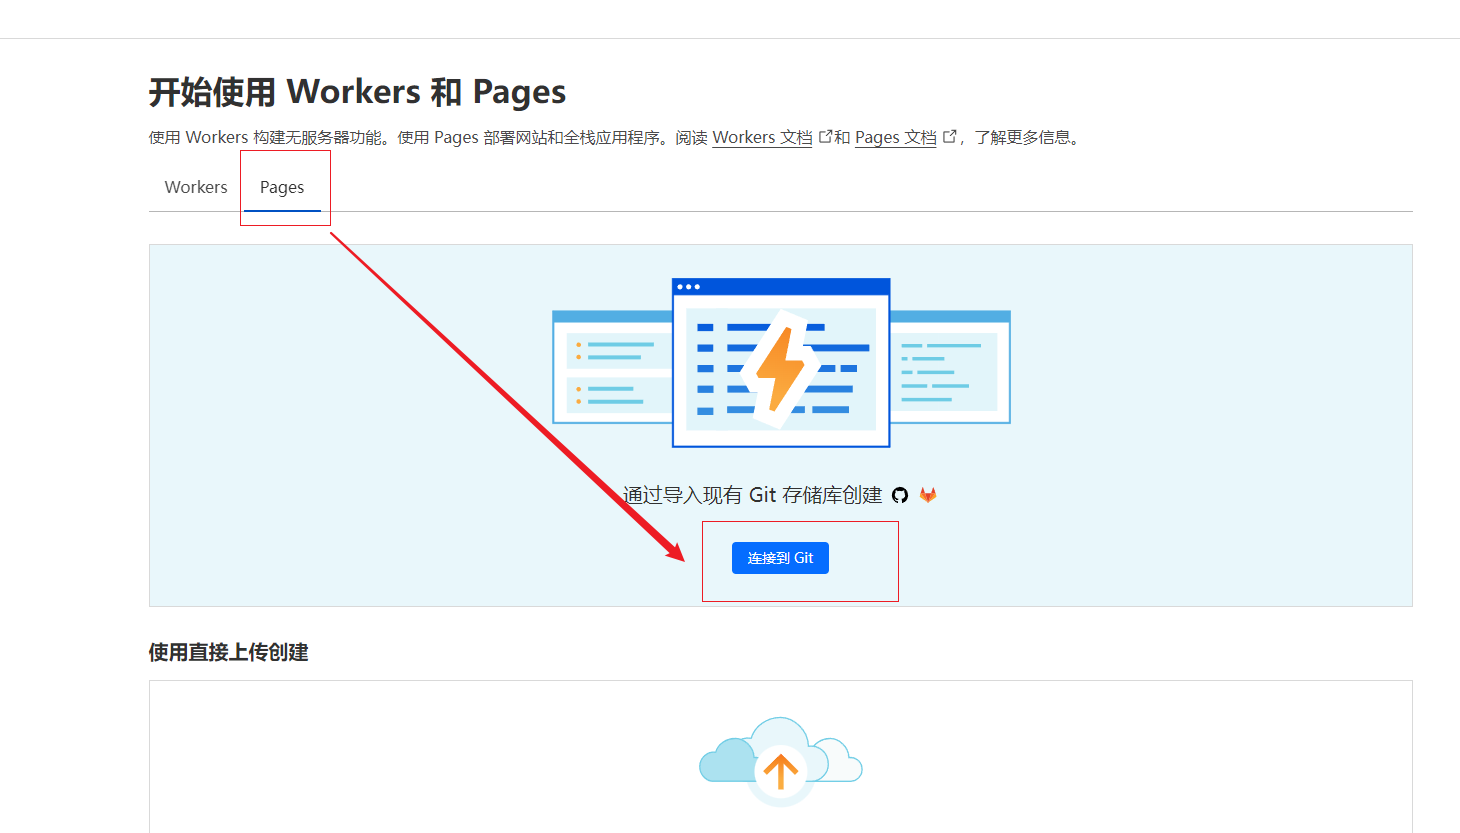 开始使用 Workers 和 Pages
使用 Workers 构建无服务器功能。使用 Pages 部署网站和全栈应用程序。阅读 Workers 文档 和 Pages 文档 ，了解更多信息。
Workers
Pages
通过导入现有 Git 存储库创建
连接到 Git
使用直接上传创建